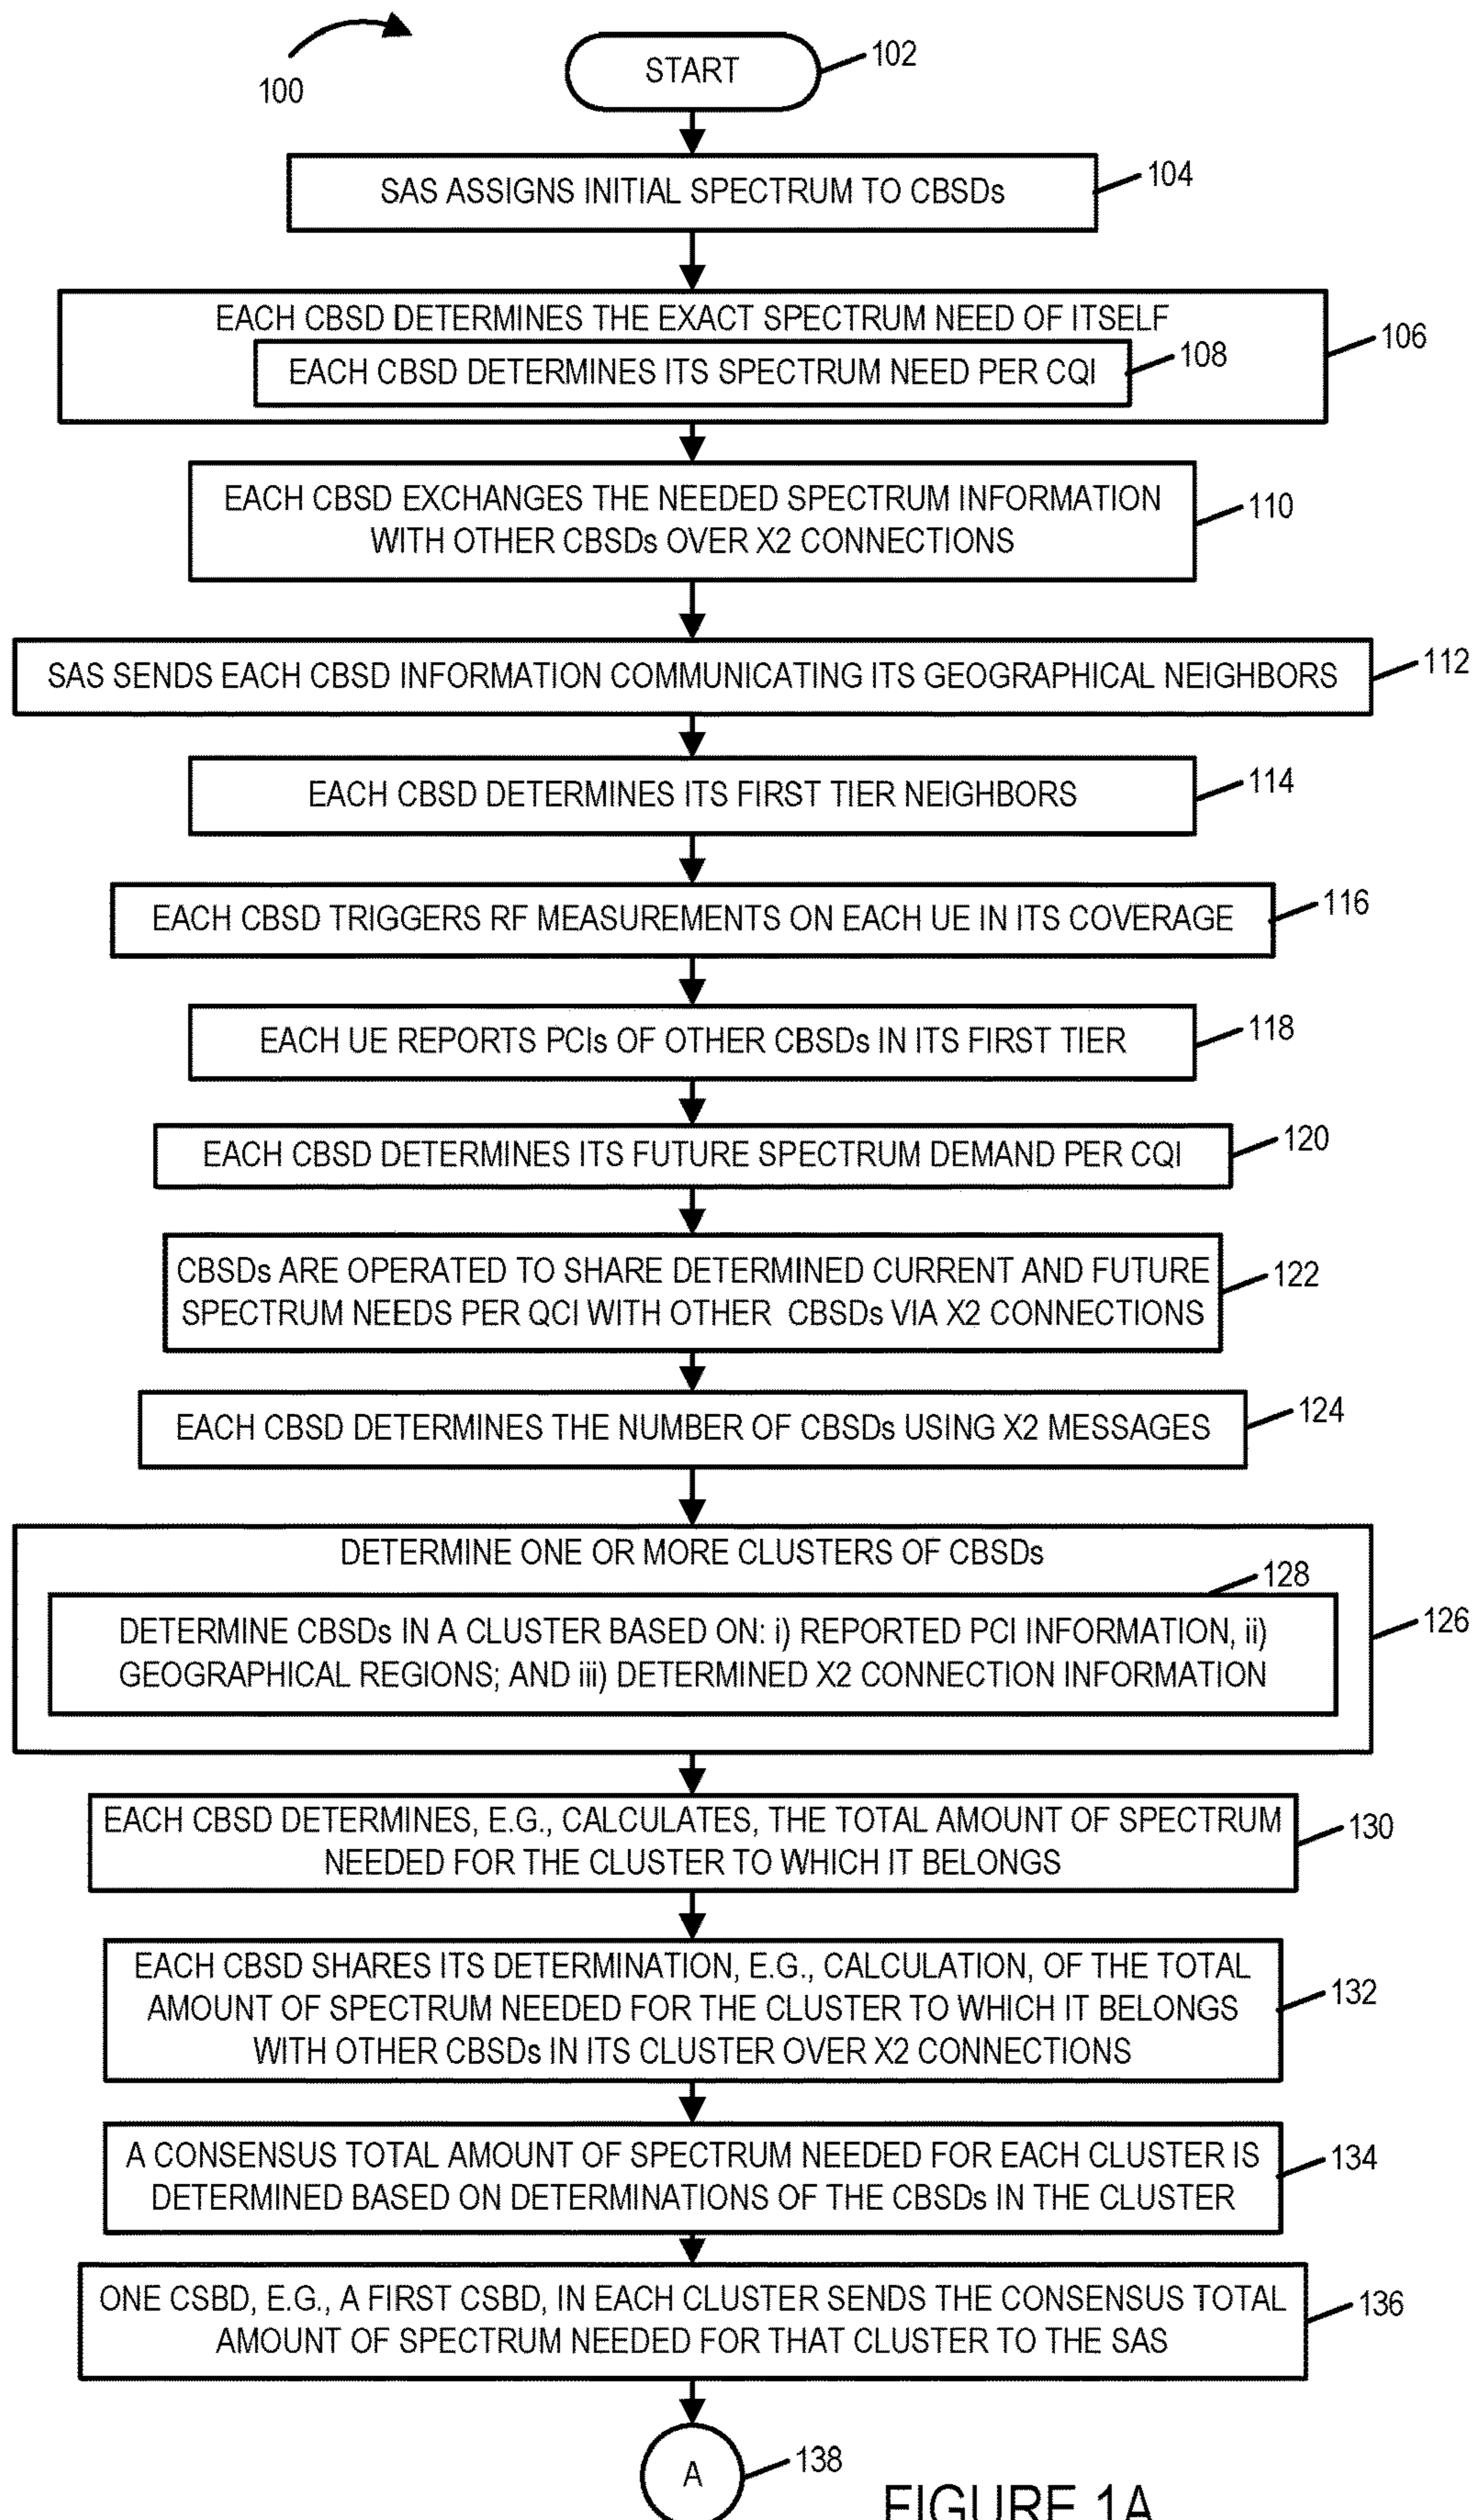 100
START
102
SAS ASSIGNS INITIAL SPECTRUM TO CBSDs
104
EACH CBSD DETERMINES THE EXACT SPECTRUM NEED OF ITSELF
106
EACH CBSD DETERMINES ITS SPECTRUM NEED PER CQI
108
EACH CBSD EXCHANGES THE NEEDED SPECTRUM INFORMATION
WITH OTHER CBSDs OVER X2 CONNECTIONS
110
SAS SENDS EACH CBSD INFORMATION COMMUNICATING ITS GEOGRAPHICAL NEIGHBORS
112
EACH CBSD DETERMINES ITS FIRST TIER NEIGHBORS
114
EACH CBSD TRIGGERS RF MEASUREMENTS ON EACH UE IN ITS COVERAGE
116
EACH UE REPORTS PCIs OF OTHER CBSDs IN ITS FIRST TIER
118
EACH CBSD DETERMINES ITS FUTURE SPECTRUM DEMAND PER CQI
120
CBSDs ARE OPERATED TO SHARE DETERMINED CURRENT AND FUTURE
SPECTRUM NEEDS PER QCI WITH OTHER CBSDs VIA X2 CONNECTIONS
122
EACH CBSD DETERMINES THE NUMBER OF CBSDs USING X2 MESSAGES
124
DETERMINE ONE OR MORE CLUSTERS OF CBSDs
128
DETERMINE CBSDs IN A CLUSTER BASED ON: i) REPORTED PCI INFORMATION, ii)
GEOGRAPHICAL REGIONS; AND iii) DETERMINED X2 CONNECTION INFORMATION
126
EACH CBSD DETERMINES, E.G., CALCULATES, THE TOTAL AMOUNT OF SPECTRUM
NEEDED FOR THE CLUSTER TO WHICH IT BELONGS
130
EACH CBSD SHARES ITS DETERMINATION, E.G., CALCULATION, OF THE TOTAL
AMOUNT OF SPECTRUM NEEDED FOR THE CLUSTER TO WHICH IT BELONGS
WITH OTHER CBSDs IN ITS CLUSTER OVER X2 CONNECTIONS
132
A CONSENSUS TOTAL AMOUNT OF SPECTRUM NEEDED FOR EACH CLUSTER IS
DETERMINED BASED ON DETERMINATIONS OF THE CBSDs IN THE CLUSTER
134
ONE CSBD, E.G., A FIRST CSBD, IN EACH CLUSTER SENDS THE CONSENSUS TOTAL
AMOUNT OF SPECTRUM NEEDED FOR THAT CLUSTER TO THE SAS
136
A
138
FIGURE 1A